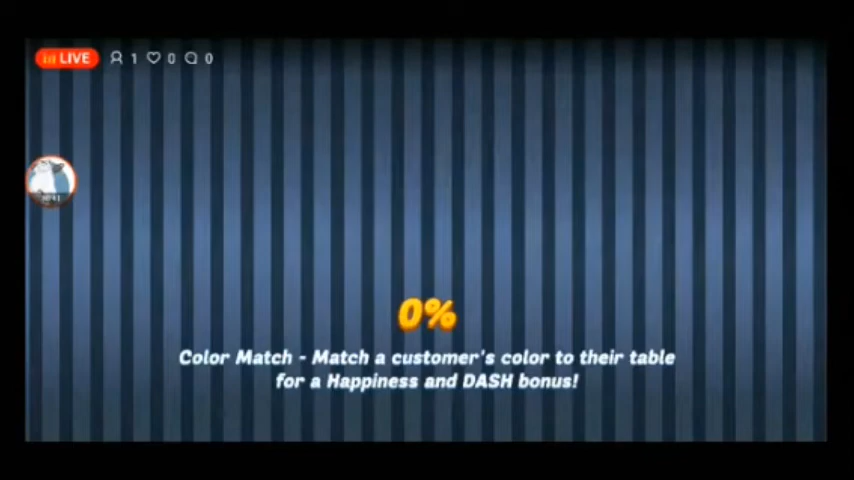 LIVE 1 0 0
0%
Color Match - Match a customer's color to their table
for a Happiness and DASH bonus!